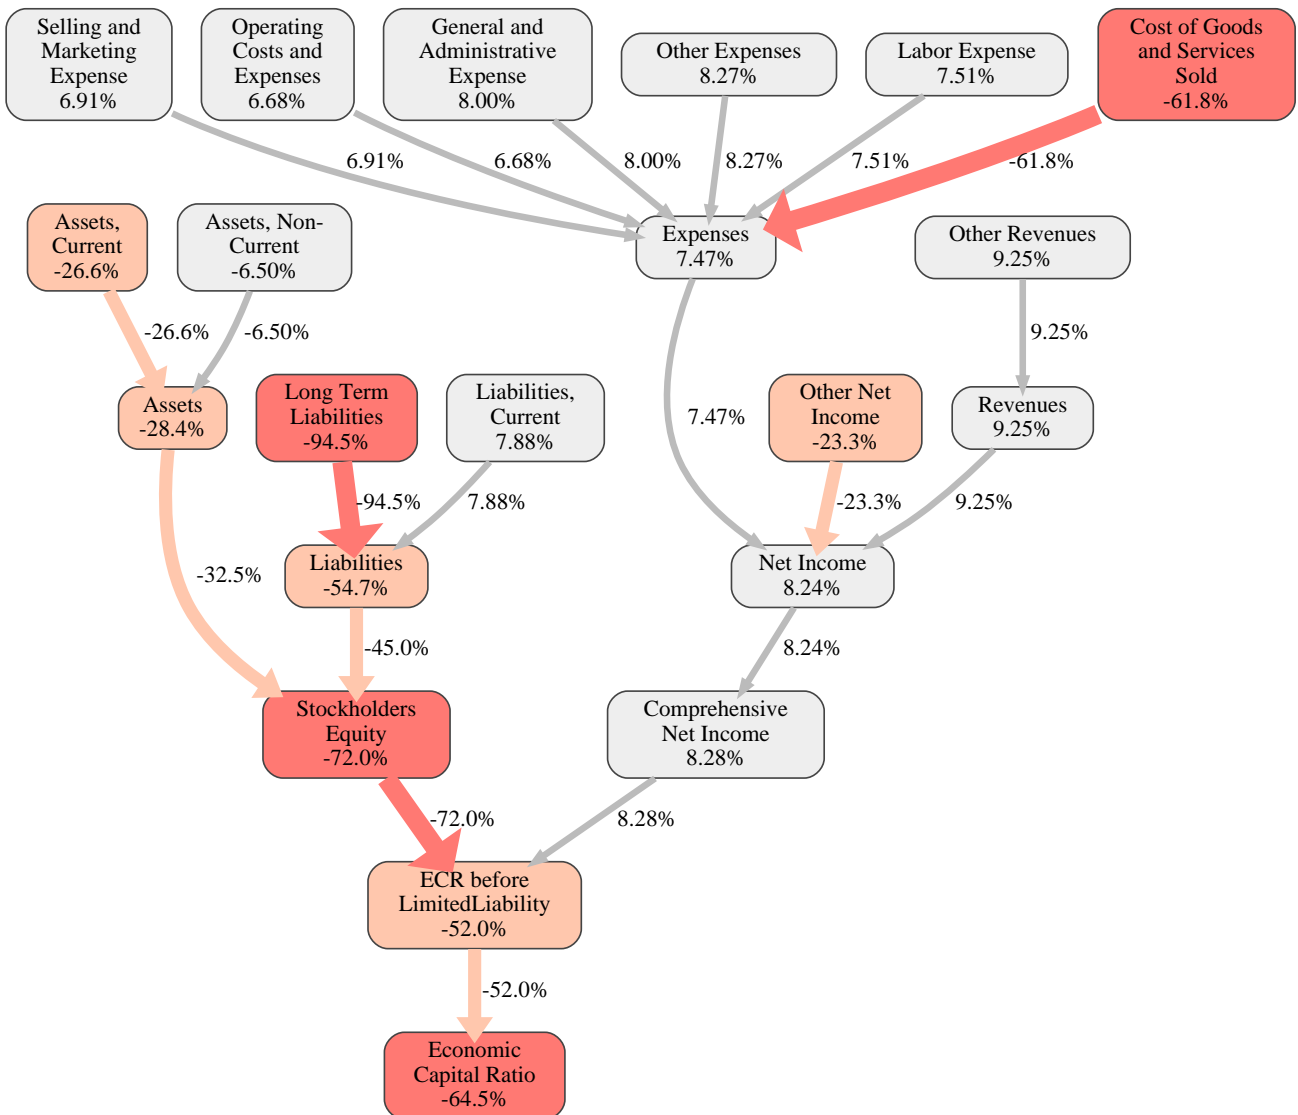 Selling and
Marketing
Expense
6.91%
Operating
Costs and
Expenses
6.68%
General and
Administrative
Expense
8.00%
Other Expenses
8.27%
Labor Expense
7.51%
Cost of Goods
and Services
Sold
-61.8%
6.91%
6.68%
8.00%
8.27%
7.51%
-61.8%
Assets,
Current
-26.6%
Assets, Non-
Current
-6.50%
Expenses
7.47%
Other Revenues
9.25%
-26.6%
-6.50%
9.25%
Assets
-28.4%
Long Term
Liabilities
-94.5%
Liabilities,
Current
7.88%
7.47%
Other Net
Income
-23.3%
Revenues
9.25%
-94.5%
7.88%
-23.3%
9.25%
-32.5%
Liabilities
-54.7%
Net Income
8.24%
-45.0%
8.24%
Stockholders
Equity
-72.0%
Comprehensive
Net Income
8.28%
-72.0%
8.28%
ECR before
LimitedLiability
-52.0%
-52.0%
Economic
Capital Ratio
-64.5%